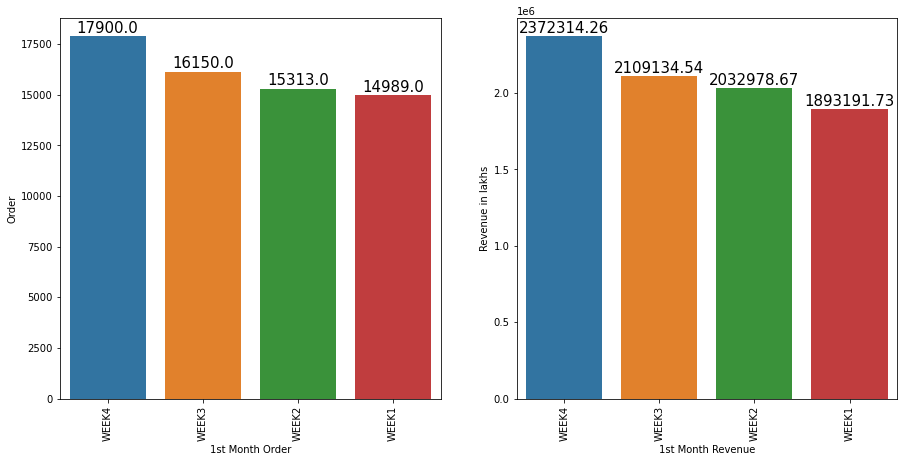 17900.0
16150.0
15313.0
14989.0
17500
15000
12500
10000
7500
5000
2500
0
Order
WEEK4
WEEK3
WEEK2
WEEK1
1st Month Order
1e6
2372314.26
2109134.54
2032978.67
1893191.73
2.0
1.5
1.0
0.5
0.0
Revenue in lakhs
WEEK4
WEEK3
WEEK2
WEEK1
1st Month Revenue